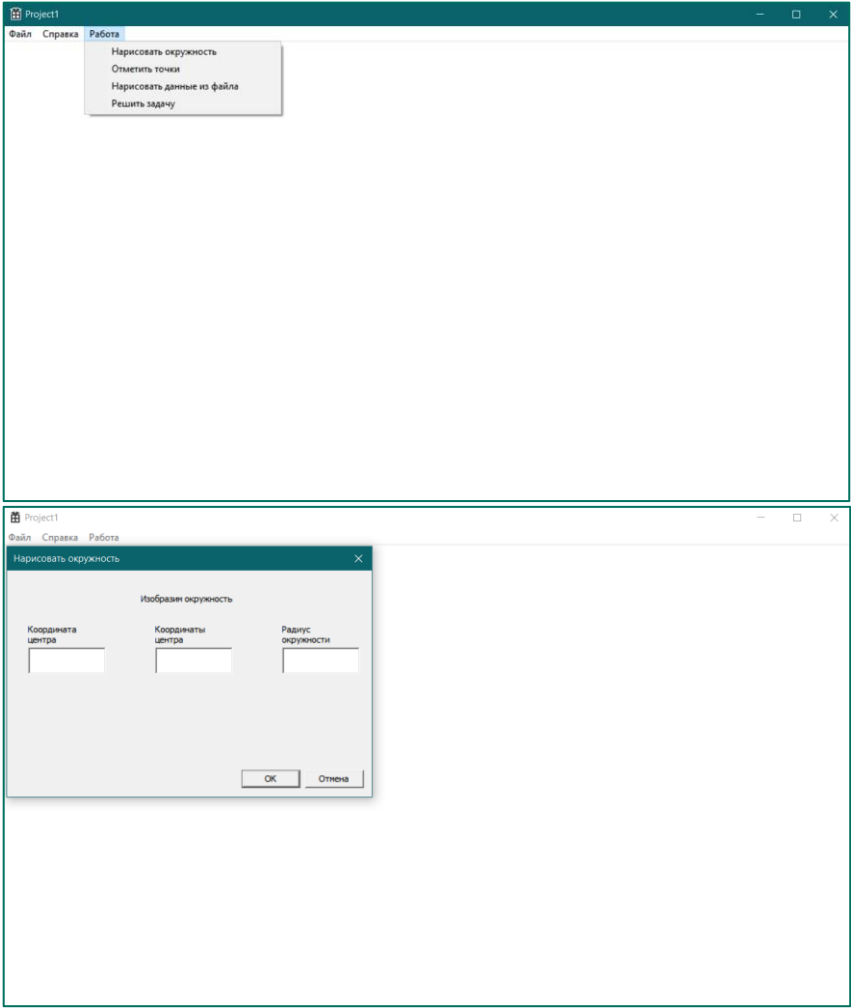 Project1
Файл Справка Работа
Нарисовать окружность
Отметить точки
Нарисовать данные из файла
Решить задачу
Project1
Файл Справка Работа
Нарисовать окружность
Изобразим окружность
Координата
центра
Координаты
центра
Радиус
окружности
OK
Отмена